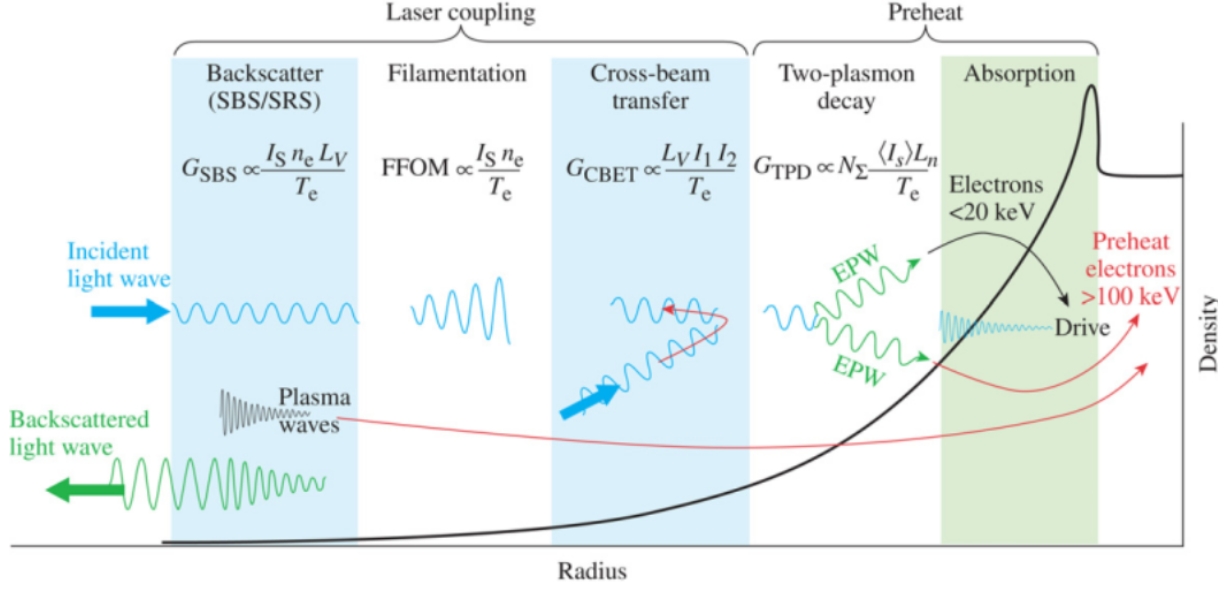 Laser coupling
Preheat
Backscatter
(SBS/SRS)
Filamentation
Cross-beam
transfer
Two-plasmon
decay
Absorption
G_SBS ∝ I_S n_e L_V / T_e
FFOM ∝ I_S n_e / T_e
G_CBET ∝ L_V I_1 I_2 / T_e
G_TPD ∝ N_Σ ⟨I_s⟩L_n / T_e
Electrons
<20 keV
Incident
light wave
EPW
EPW
Preheat
electrons
>100 keV
Drive
Plasma
waves
Backscattered
light wave
Density
Radius